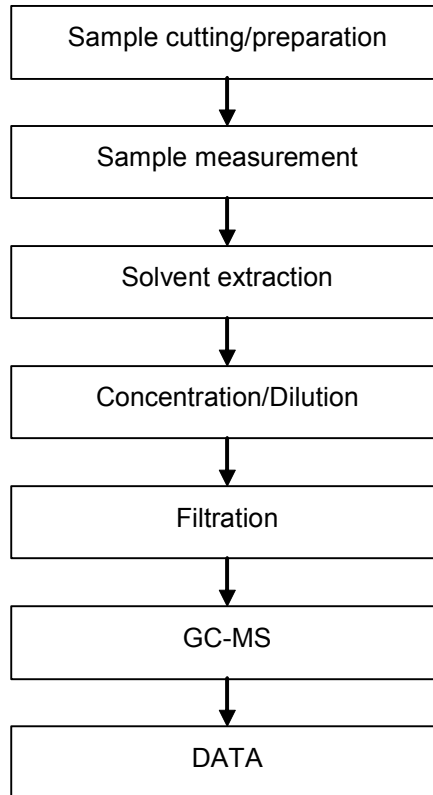 Sample cutting/preparation
Sample measurement
Solvent extraction
Concentration/Dilution
Filtration
GC-MS
DATA